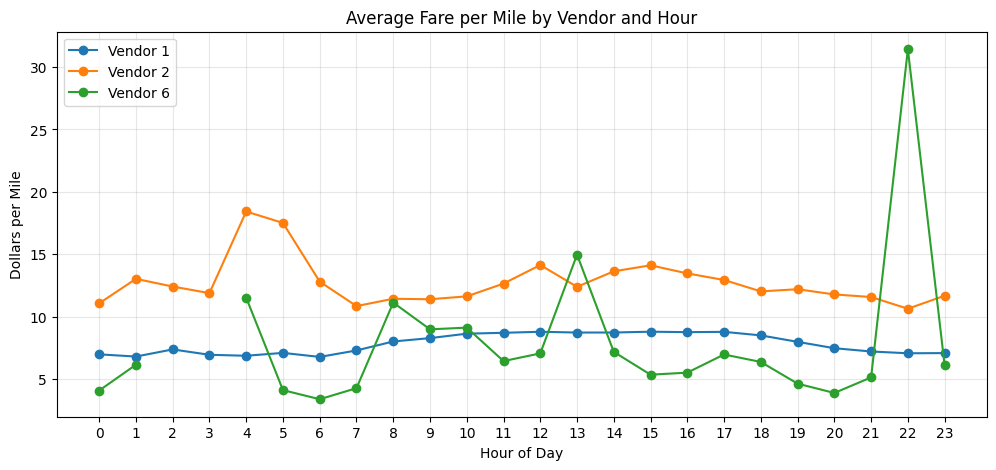 Average Fare per Mile by Vendor and Hour
Vendor 1
Vendor 2
Vendor 6
Dollars per Mile
30
25
20
15
10
5
0 1 2 3 4 5 6 7 8 9 10 11 12 13 14 15 16 17 18 19 20 21 22 23
Hour of Day